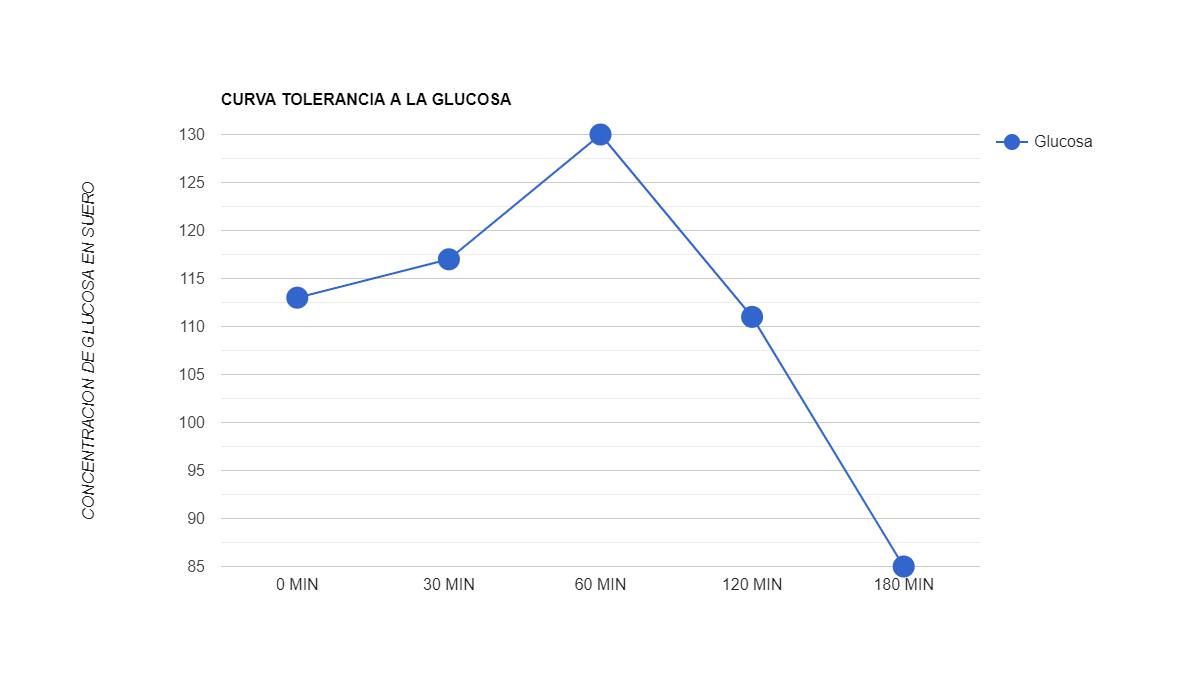 CURVA TOLERANCIA A LA GLUCOSA
CONCENTRACION DE GLUCOSA EN SUERO
130
125
120
115
110
105
100
95
90
85
0 MIN
30 MIN
60 MIN
120 MIN
180 MIN
Glucosa